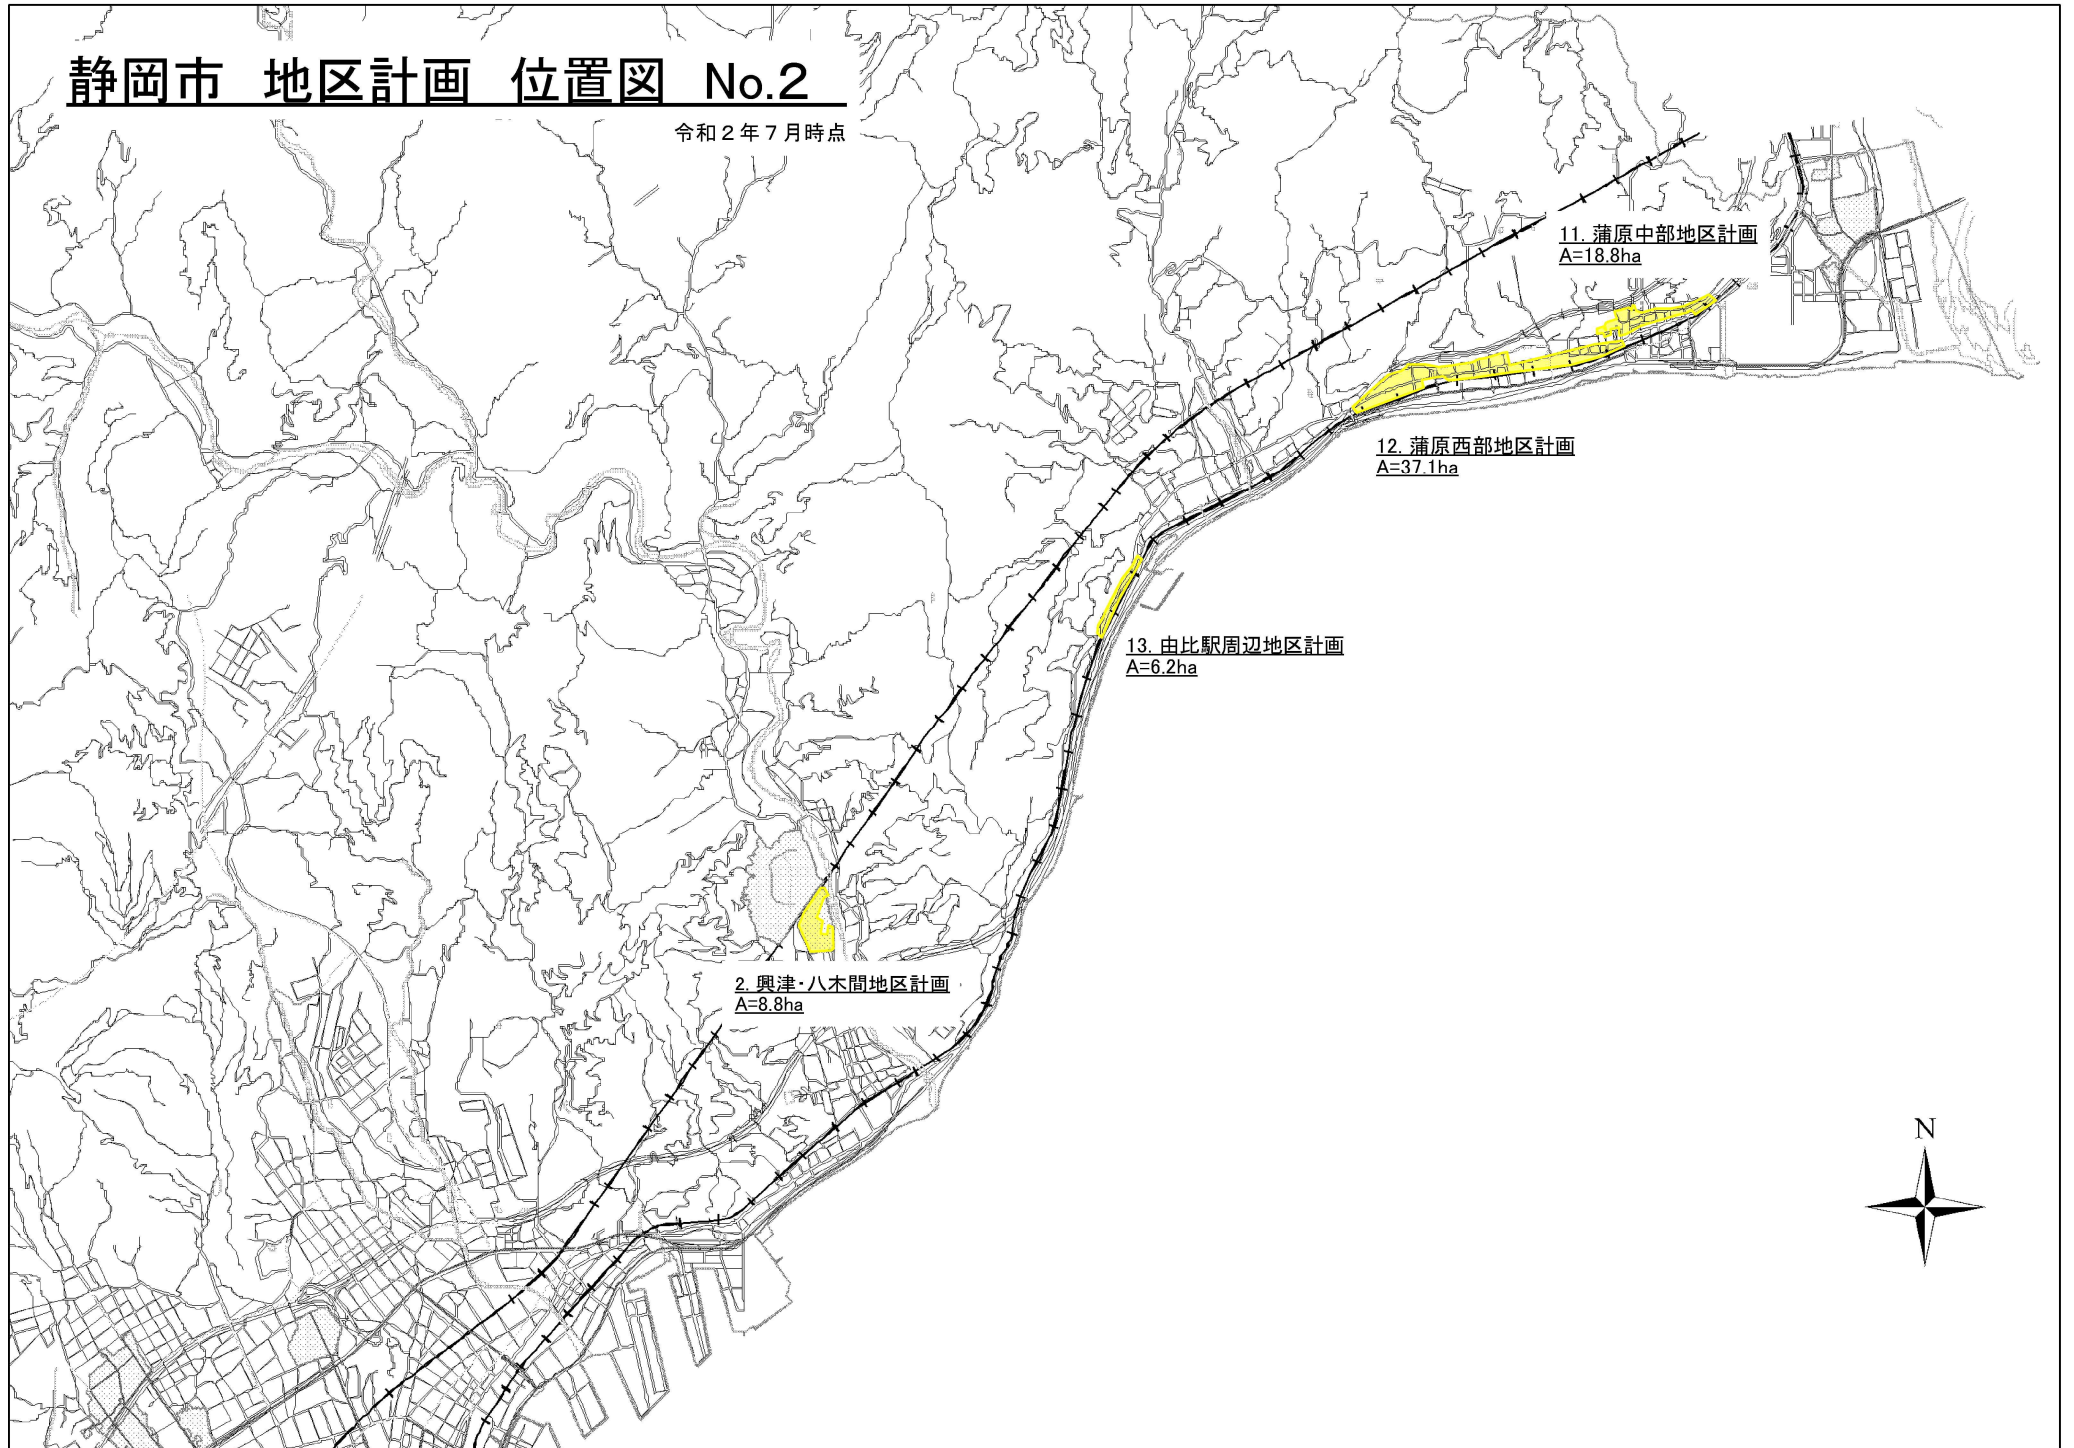 静岡市　地区計画　位置図　No.2
令和２年７月時点
11. 蒲原中部地区計画
A=18.8ha
12. 蒲原西部地区計画
A=37.1ha
13. 由比駅周辺地区計画
A=6.2ha
2. 興津・八木間地区計画
A=8.8ha
N